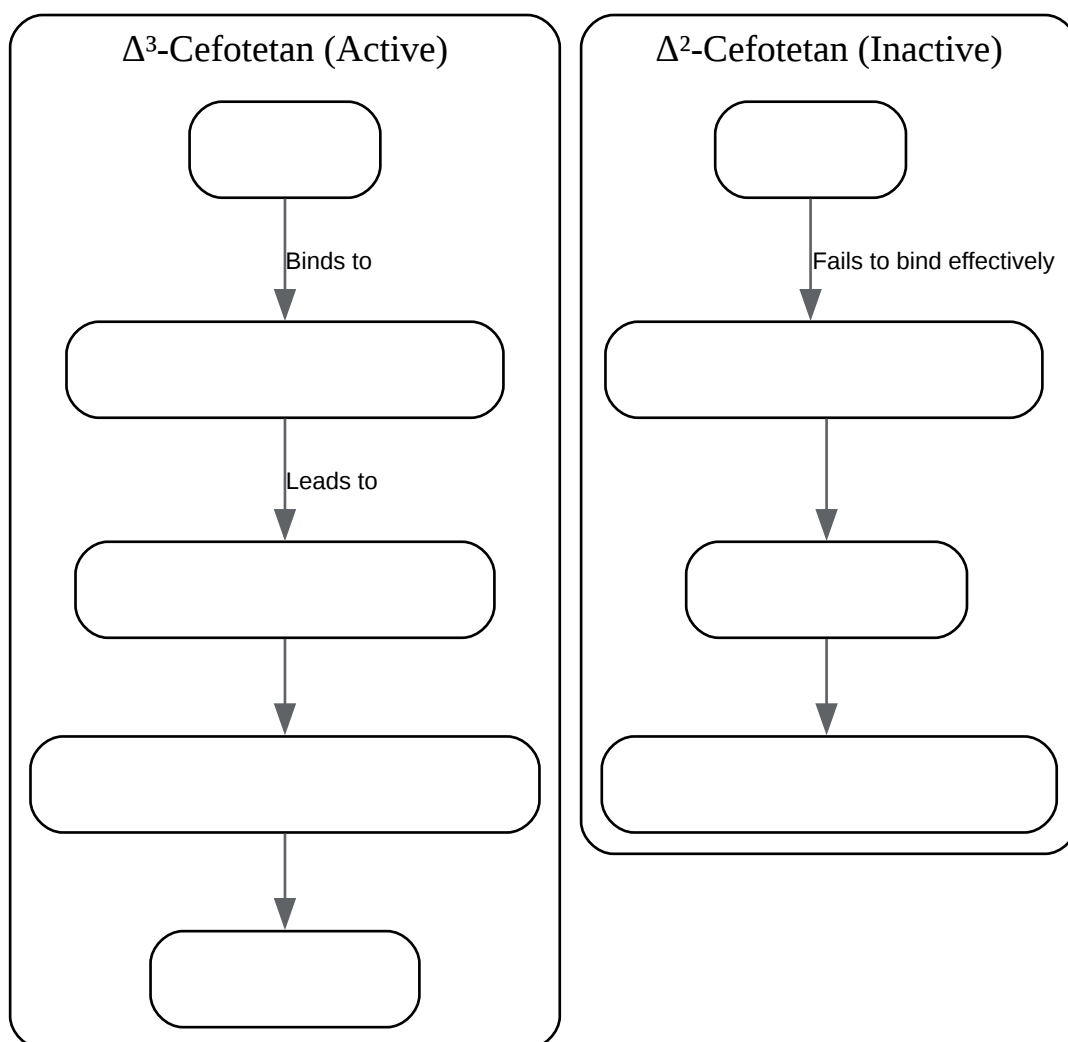 Δ³-Cefotetan (Active)
Binds to
Leads to
Δ²-Cefotetan (Inactive)
Fails to bind effectively